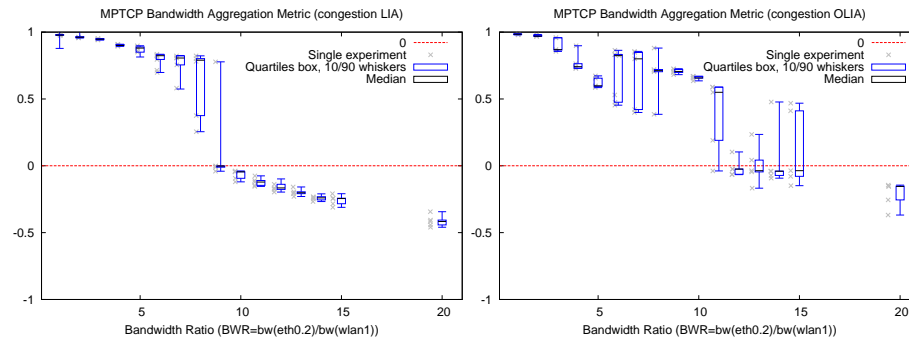 MPTCP Bandwidth Aggregation Metric (congestion LIA)
0
Single experiment
Quartiles box, 10/90 whiskers
Median
1
0.5
0
-0.5
-1
5
10
15
20
Bandwidth Ratio (BWR=bw(eth0.2)/bw(wlan1))
MPTCP Bandwidth Aggregation Metric (congestion OLIA)
0
Single experiment
Quartiles box, 10/90 whiskers
Median
1
0.5
0
-0.5
-1
5
10
15
20
Bandwidth Ratio (BWR=bw(eth0.2)/bw(wlan1))